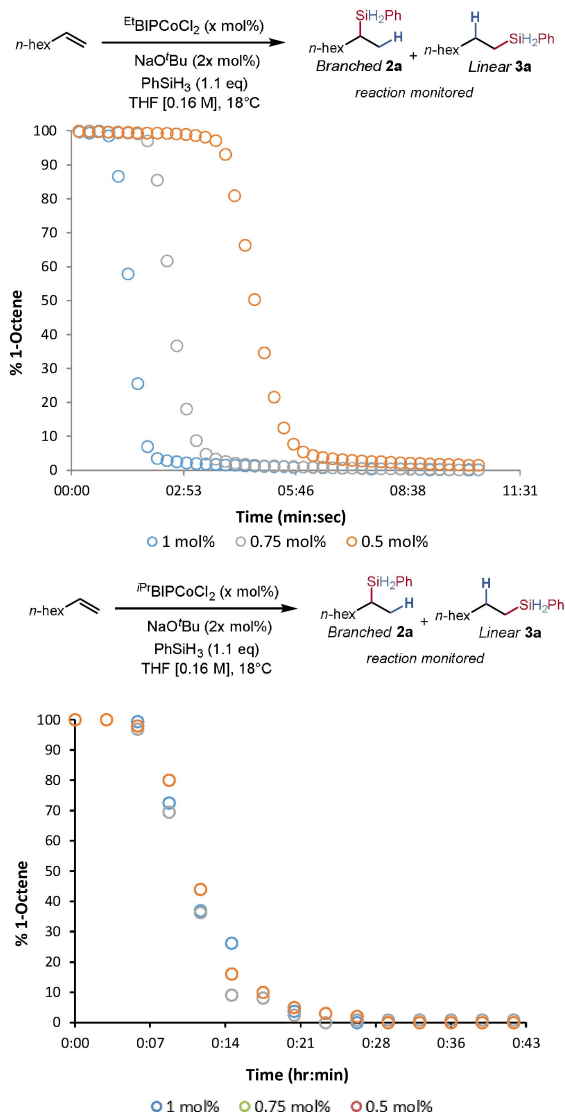 SiH2Ph
EtBIPCoCl2 (x mol%)
H
n-hex
n-hex
H
n-hex
SiH2Ph
NaOtBu (2x mol%)
+
Branched 2a
Linear 3a
PhSiH3 (1.1 eq)
reaction monitored
THF [0.16 M], 18°C
100
90
80
70
60
50
40
30
20
10
0
% 1-Octene
00:00 02:53 05:46 08:38 11:31
Time (min:sec)
1 mol% 0.75 mol% 0.5 mol%
SiH2Ph
iPrBIPCoCl2 (x mol%)
H
n-hex
n-hex
H
n-hex
SiH2Ph
NaOtBu (2x mol%)
+
Branched 2a
Linear 3a
PhSiH3 (1.1 eq)
reaction monitored
THF [0.16 M], 18°C
100
90
80
70
60
50
40
30
20
10
0
% 1-Octene
0:00 0:07 0:14 0:21 0:28 0:36 0:43
Time (hr:min)
1 mol% 0.75 mol% 0.5 mol%